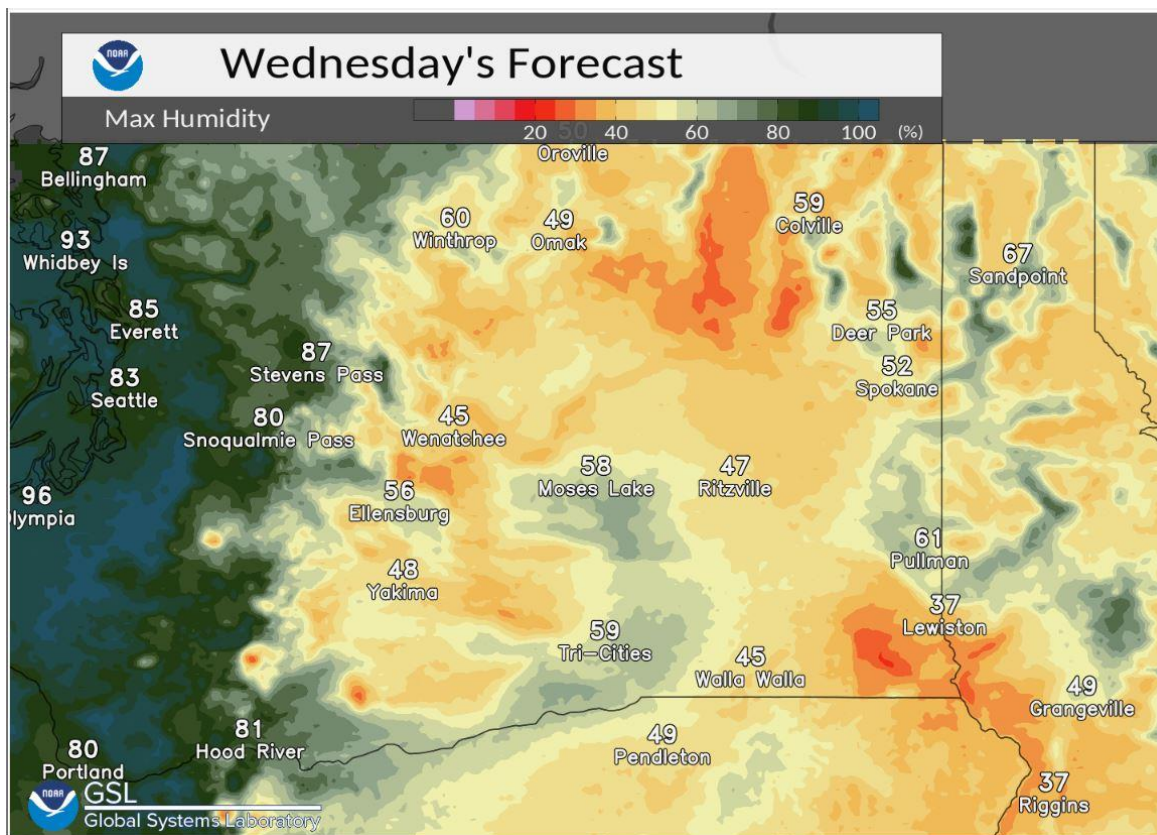 NOAA
Wednesday's Forecast
Max Humidity
20 40 60 80 100 (%)
50
Oroville
87
Bellingham
60
Winthrop
49
Omak
59
Colville
93
Whidbey Is
67
Sandpoint
85
Everett
55
Deer Park
87
Stevens Pass
52
Spokane
83
Seattle
80
Snoqualmie Pass
45
Wenatchee
58
Moses Lake
47
Ritzville
96
lympia
56
Ellensburg
61
Pullman
48
Yakima
37
Lewiston
59
Tri-Cities
45
Walla Walla
49
Grangeville
81
Hood River
49
Pendleton
80
Portland
37
Riggins
NOAA
GSL
Global Systems Laboratory